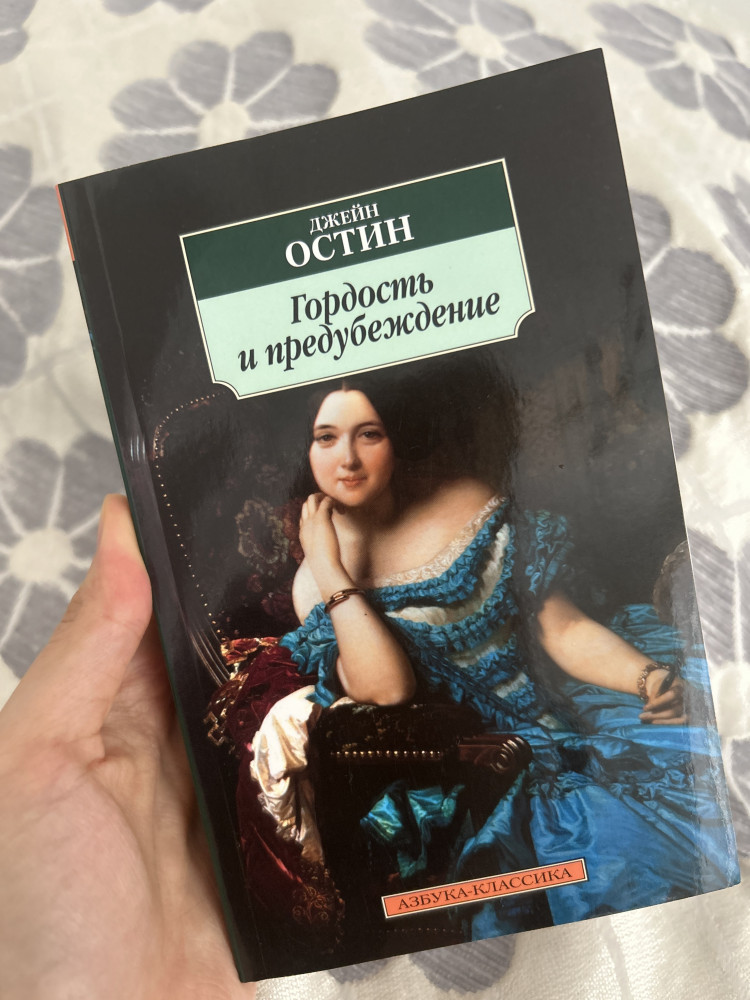 ДЖЕЙН
ОСТИН
Гордость
и предубеждение
АЗБУКА-КЛАССИКА